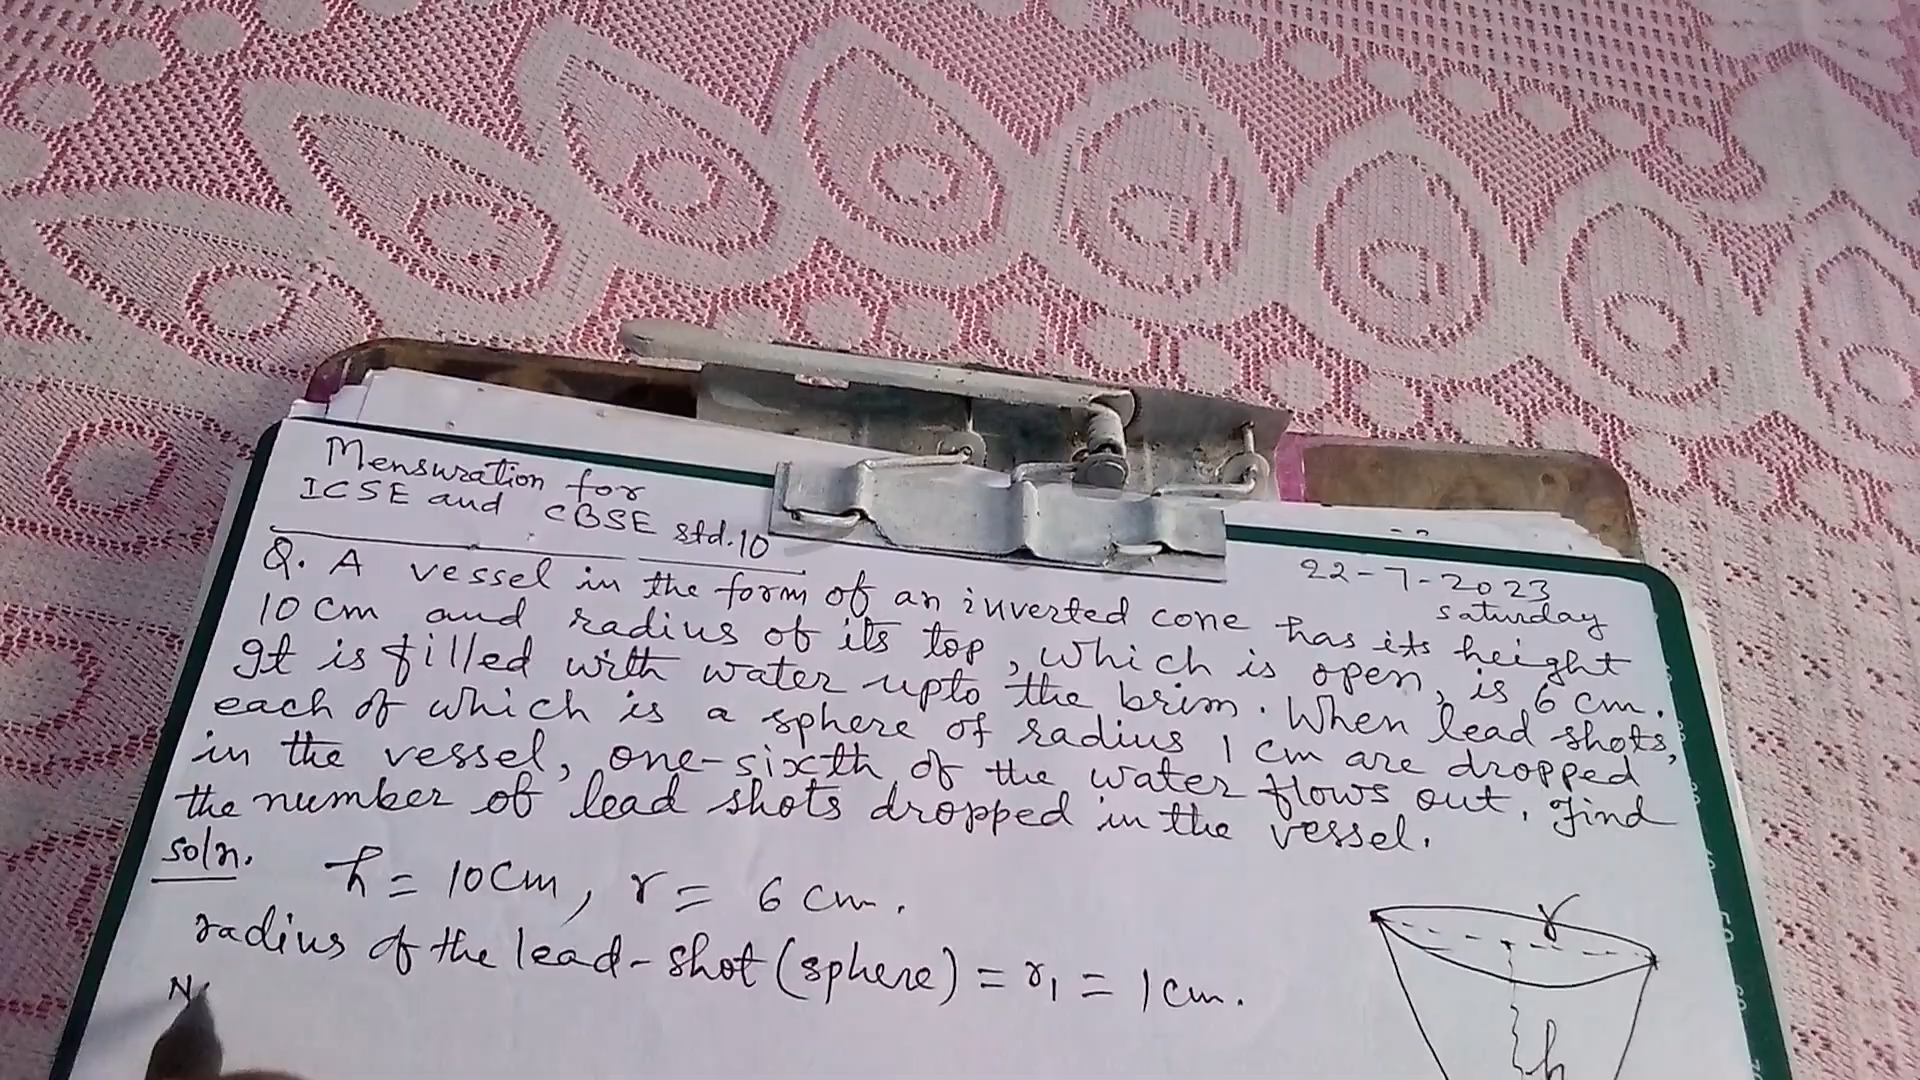 Mensuration for
ICSE and CBSE std.10
22-7-2023
saturday
Q. A vessel in the form of an inverted cone has its height
10 cm and radius of its top, which is open, is 6 cm.
It is filled with water upto the brim. When lead shots,
each of which is a sphere of radius 1 cm are dropped
in the vessel, one-sixth of the water flows out. Find
the number of lead shots dropped in the vessel.
soln. h = 10 cm, r = 6 cm.
radius of the lead-shot (sphere) = r₁ = 1 cm.
r
h